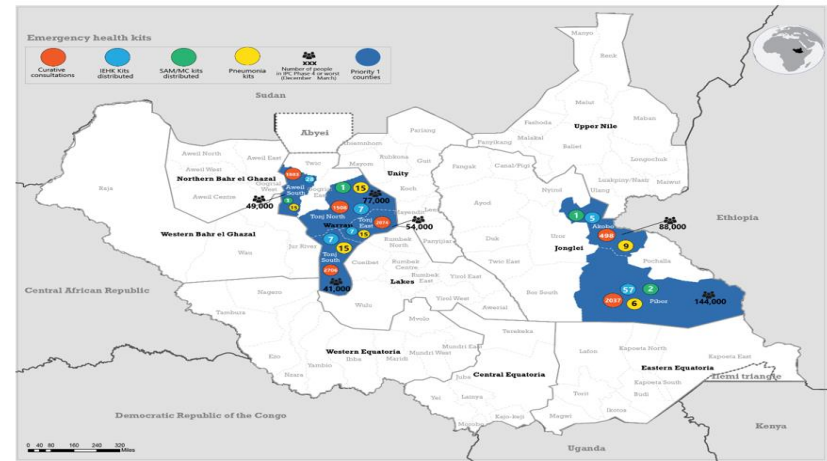 Emergency health kits
Curative
consultations
IEHK Kits
distributed
SAM/MC kits
distributed
Pneumonia
kits
xxx
Number of people
in IPC Phase 4 or worst
(December March)
Priority 1
counties
Sudan
Manyo
Renk
Melut
Maban
Fashoda
Malakal
Panyikang
Upper Nile
Baliet
Longochuk
Luakpiny/Nasir
Maiwut
Ulang
Nyirol
Canal/Pigi
Fangak
Abyei
Pariang
Rubkona
Guit
Mayom
Unity
Koch
Leer
Mayendit
Panyijiar
Twic
Aweil North
Aweil East
Aweil West
Northern Bahr el Ghazal
Aweil Centre
Aweil
South
Gogrial
West
Gogrial
East
Raja
49,000
Western Bahr el Ghazal
Wau
Jur River
1
15
77,000
7
Tonj North
Tonj
East
Warrap
54,000
7
15
7
15
Tonj
South
41,000
Rumbek
North
Cueibet
Rumbek
Centre
Rumbek
East
Lakes
Wulu
Yirol East
Yirol West
Awerial
Ayod
Duk
Twic East
Bor South
Uror
Jonglei
1
5
Akobo
498
9
88,000
Pochalla
57
2
2037
6
Pibor
144,000
Ethiopia
Central African Republic
Tambura
Nagero
Ezo
Nzara
Yambio
Ibba
Maridi
Western Equatoria
Mvolo
Mundri West
Mundri East
Terekeka
Juba
Central Equatoria
Yei
Lainya
Morobo
Kajo-keji
Lafon
Kapoeta North
Kapoeta East
Eastern Equatoria
Kapoeta South
Torit
Budi
Ikotos
Magwi
Ilemi triangle
Democratic Republic of the Congo
Uganda
Kenya
0 40 80 160 240 320
Miles